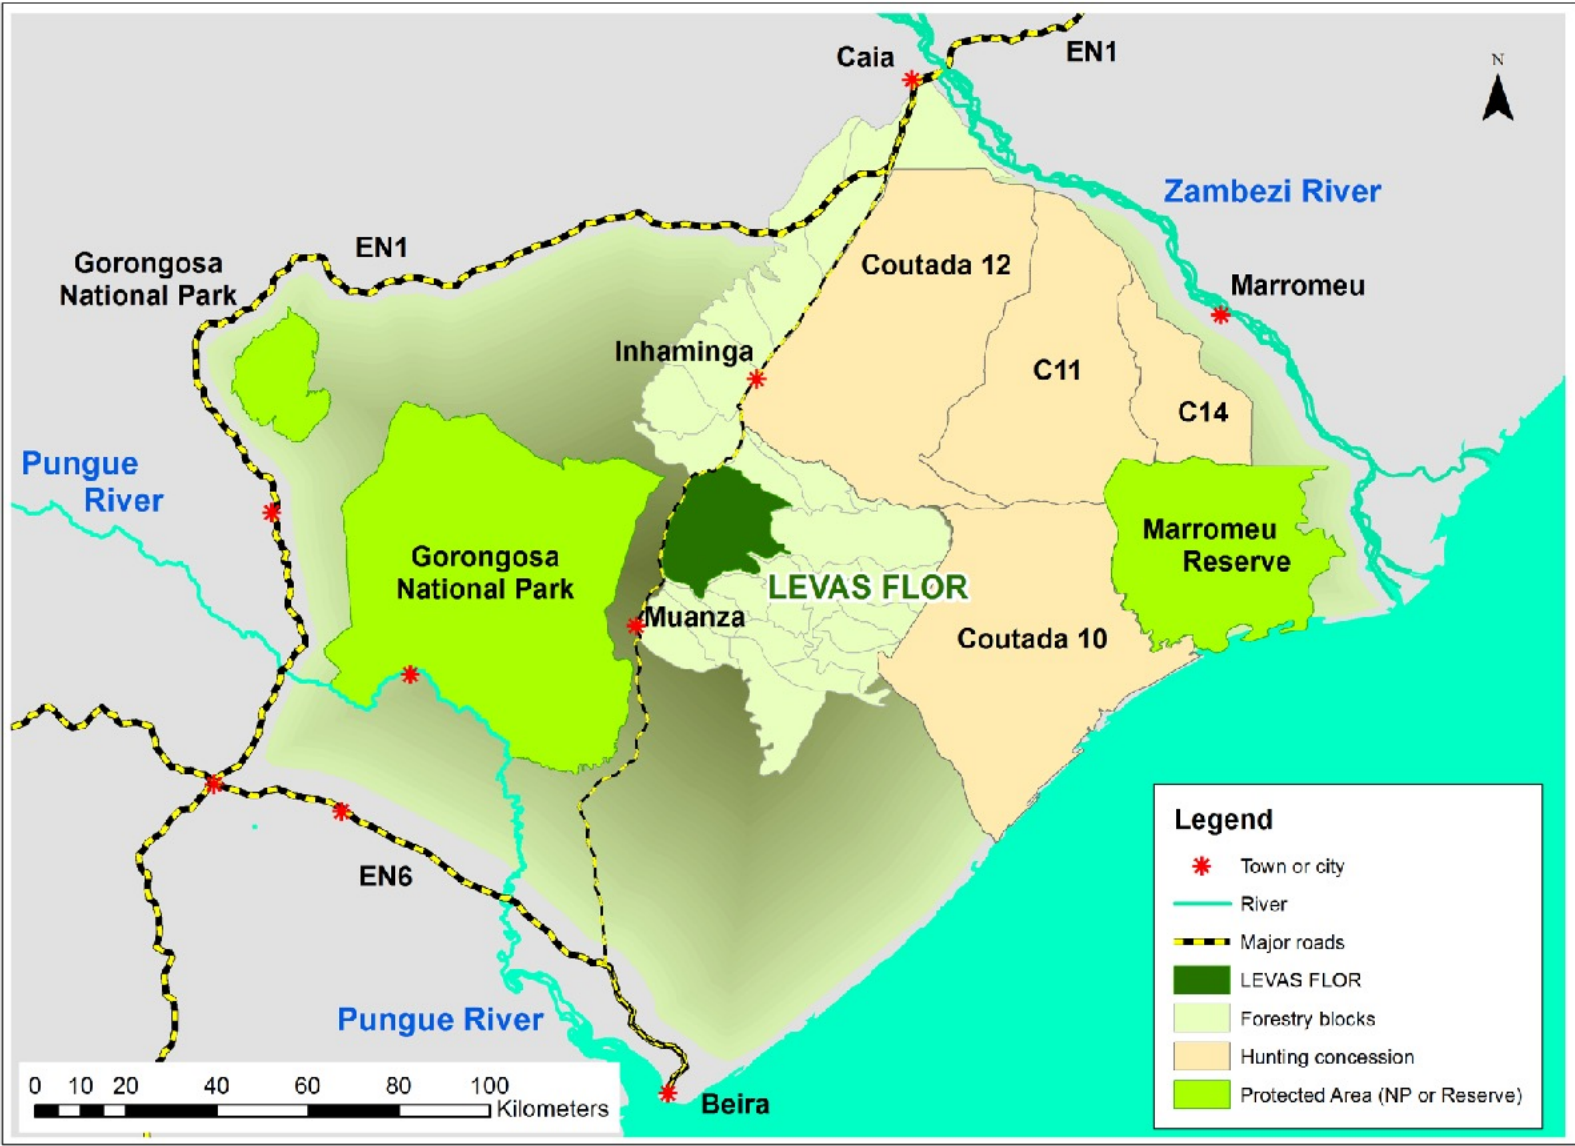 Caia
EN1
N
Zambezi River
EN1
Gorongosa
National Park
Coutada 12
Marromeu
Inhaminga
C11
C14
Pungue
River
Gorongosa
National Park
Marromeu
Reserve
LEVAS FLOR
Muanza
Coutada 10
EN6
Pungue River
Beira
0 10 20 40 60 80 100
Kilometers
Legend
Town or city
River
Major roads
LEVAS FLOR
Forestry blocks
Hunting concession
Protected Area (NP or Reserve)